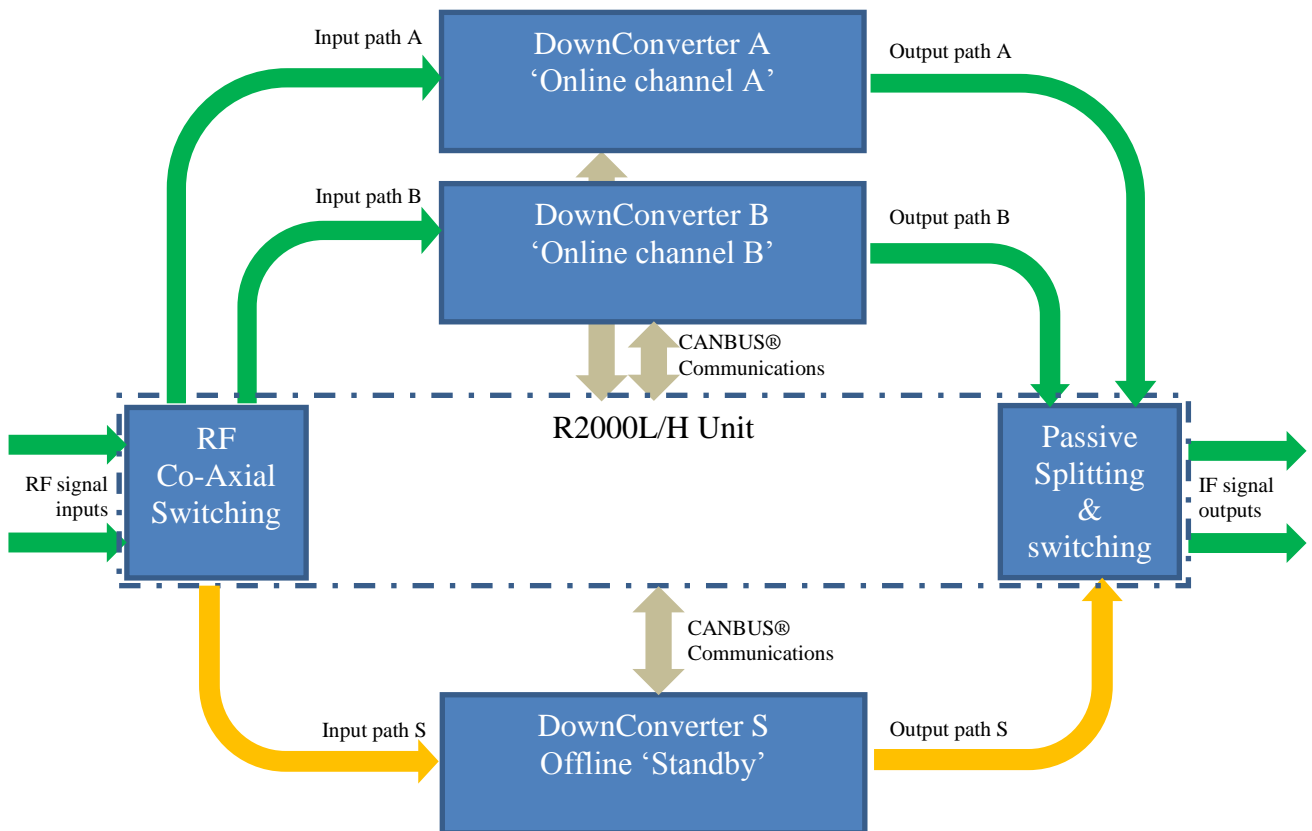 Input path A
DownConverter A
‘Online channel A’
Output path A
Input path B
DownConverter B
‘Online channel B’
Output path B
CANBUS®
Communications
R2000L/H Unit
RF signal
inputs
RF
Co-Axial
Switching
Passive
Splitting
&
switching
IF signal
outputs
CANBUS®
Communications
Input path S
DownConverter S
Offline ‘Standby’
Output path S